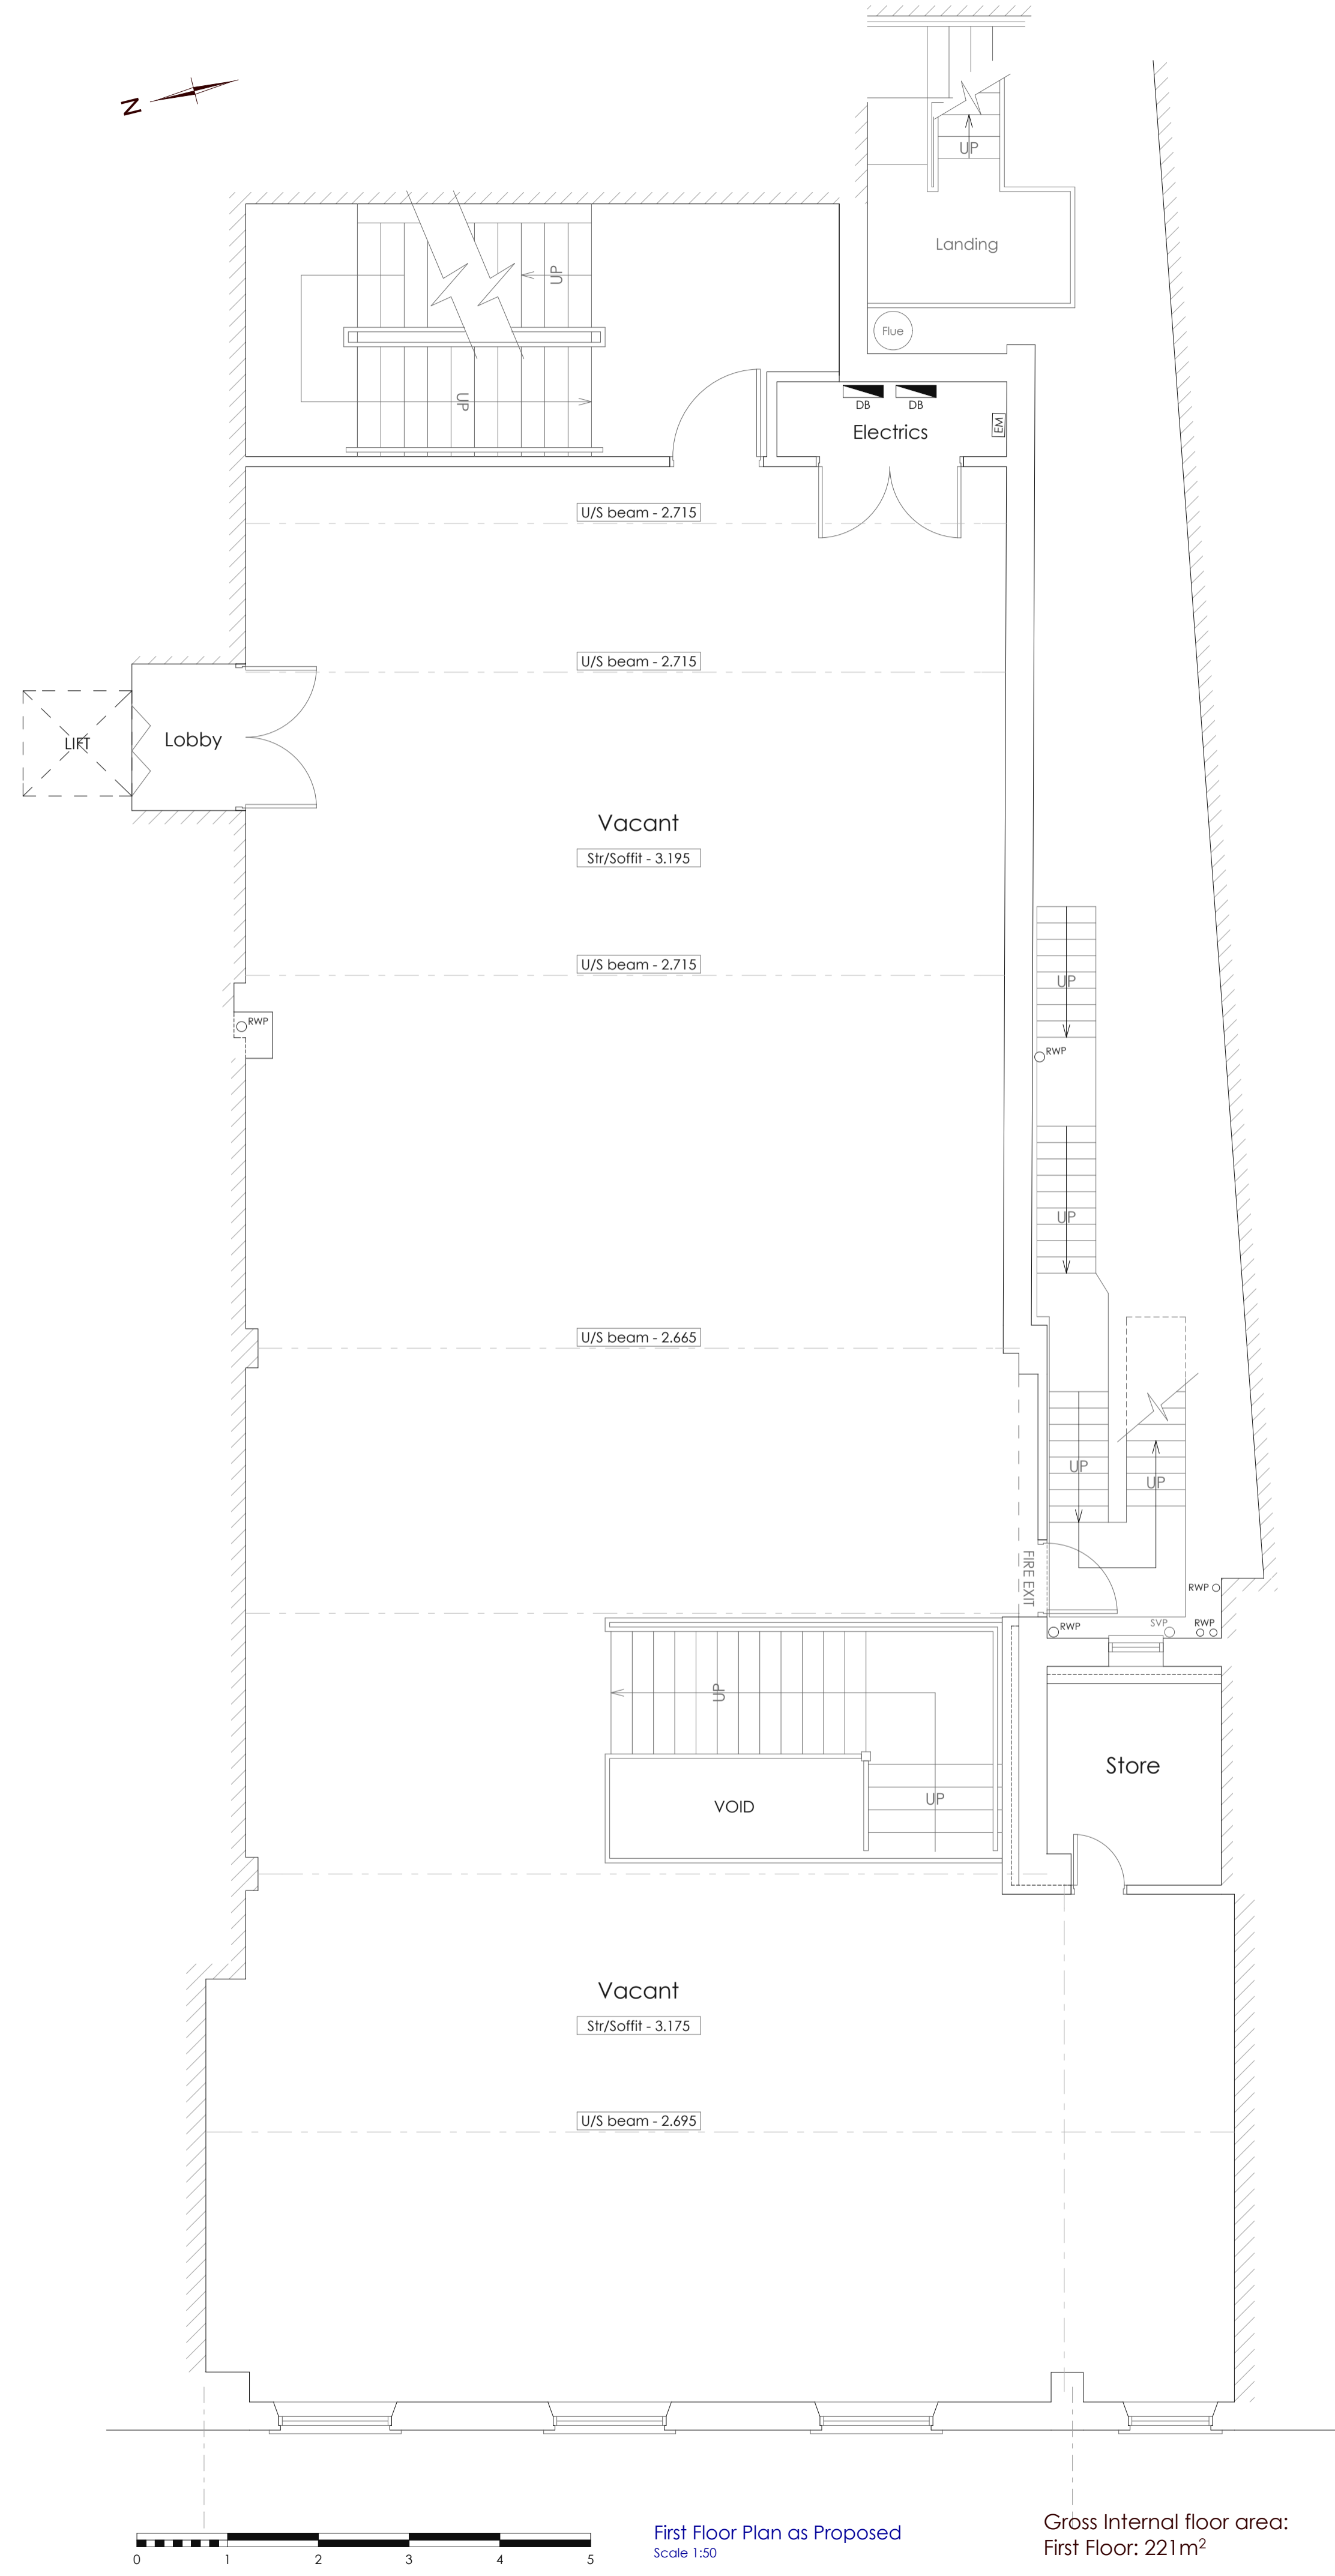 N
UP
Landing
UP
Flue
UP
DB
DB
EM
Electrics
U/S beam - 2.715
U/S beam - 2.715
LIFT
Lobby
Vacant
Str/Soffit - 3.195
U/S beam - 2.715
UP
RWP
RWP
UP
U/S beam - 2.665
UP
UP
FIRE EXIT
RWP
RWP
SVP
RWP
UP
Store
UP
VOID
Vacant
Str/Soffit - 3.175
U/S beam - 2.695
0 1 2 3 4 5
First Floor Plan as Proposed
Scale 1:50
Gross Internal floor area:
First Floor: 221m²